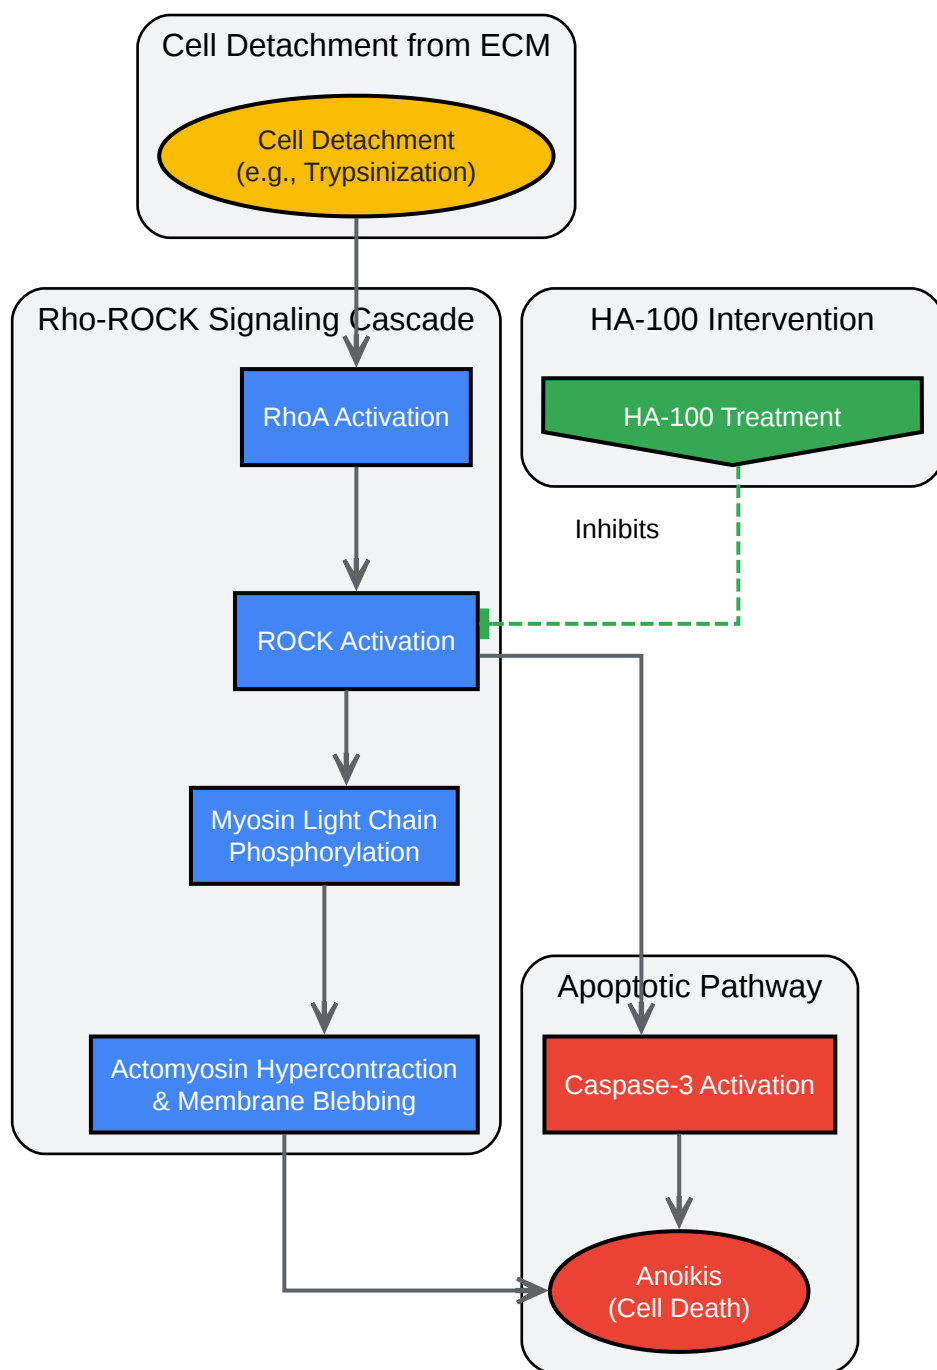 Cell Detachment from ECM
Cell Detachment
(e.g., Trypsinization)
Rho-ROCK Signaling Cascade
HA-100 Intervention
RhoA Activation
HA-100 Treatment
Inhibits
ROCK Activation
Myosin Light Chain
Phosphorylation
Apoptotic Pathway
Actomyosin Hypercontraction
& Membrane Blebbing
Caspase-3 Activation
Anoikis
(Cell Death)